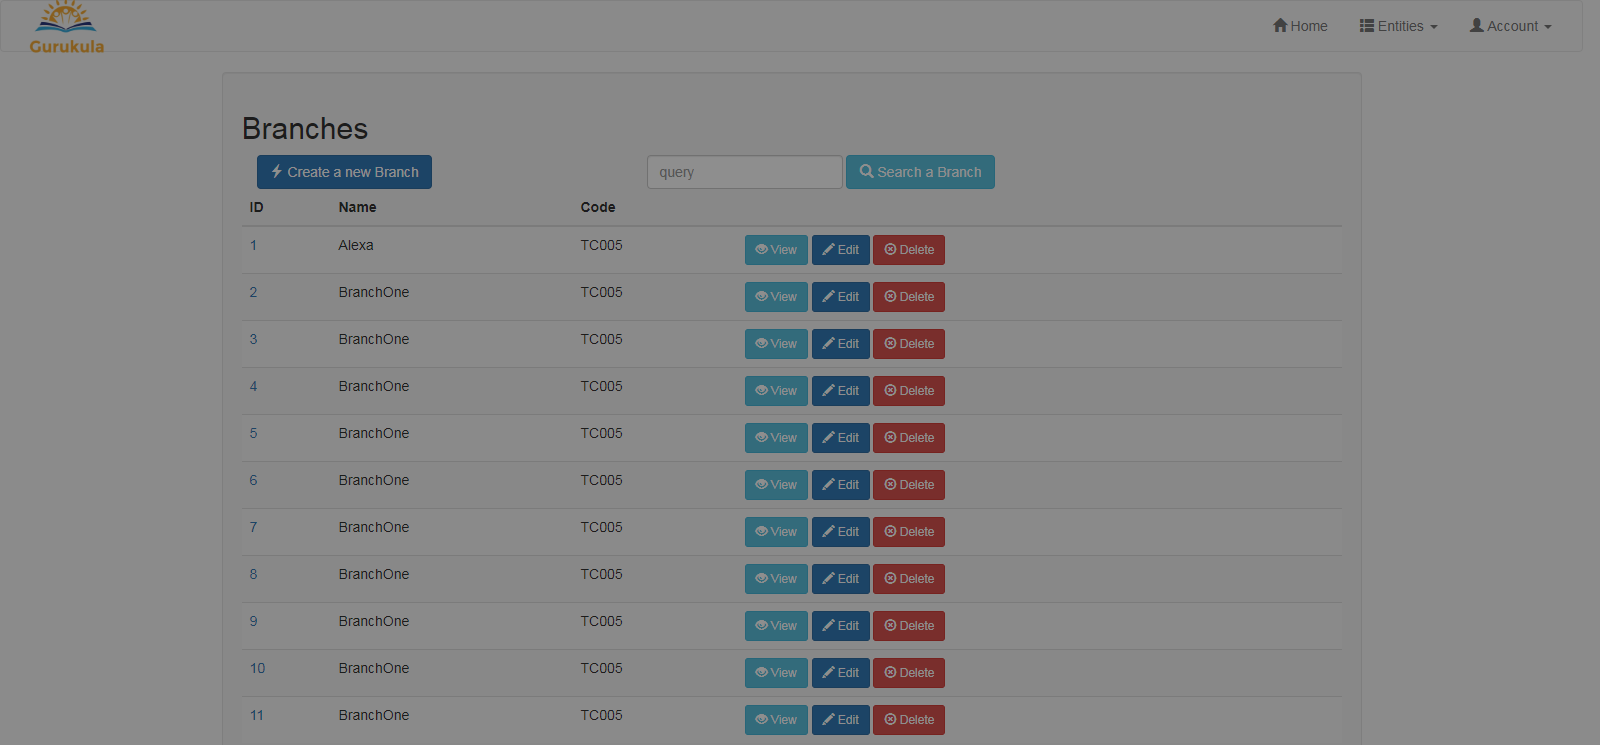 Gurukula
Home Entities Account
Branches
Create a new Branch query Search a Branch
ID Name Code
1 Alexa TC005 View Edit Delete
2 BranchOne TC005 View Edit Delete
3 BranchOne TC005 View Edit Delete
4 BranchOne TC005 View Edit Delete
5 BranchOne TC005 View Edit Delete
6 BranchOne TC005 View Edit Delete
7 BranchOne TC005 View Edit Delete
8 BranchOne TC005 View Edit Delete
9 BranchOne TC005 View Edit Delete
10 BranchOne TC005 View Edit Delete
11 BranchOne TC005 View Edit Delete